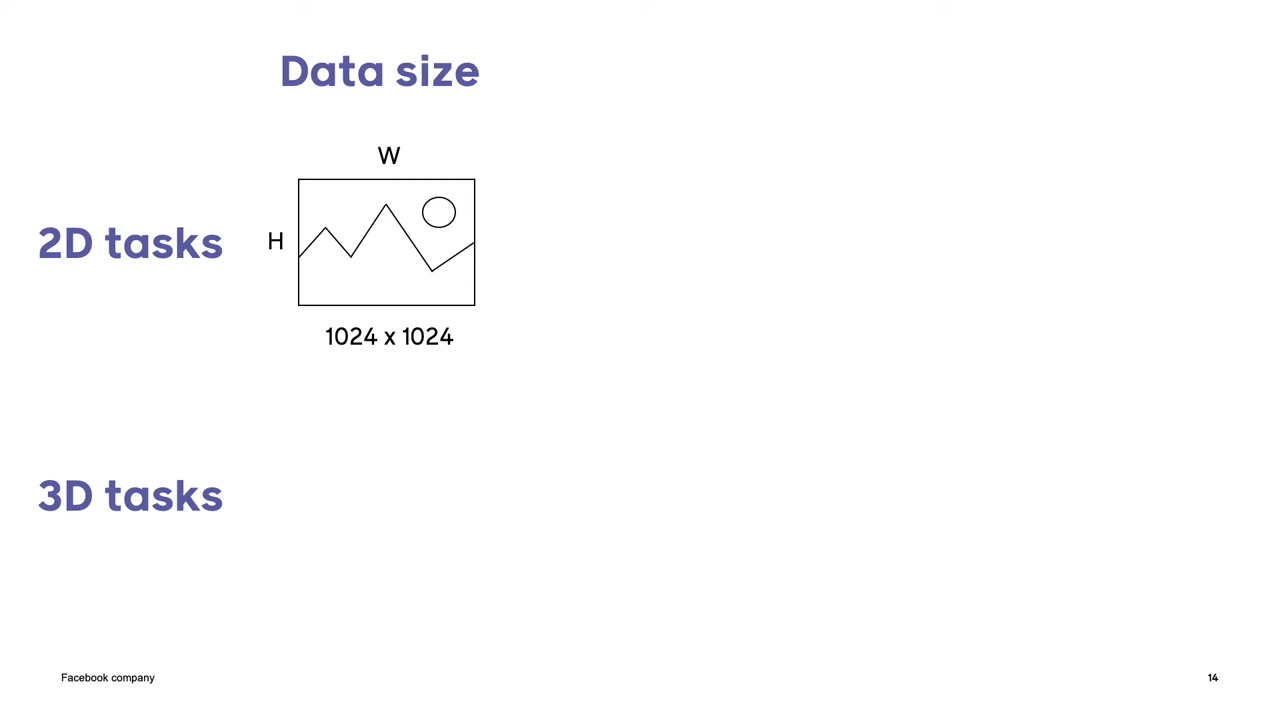 Data size
W
2D tasks
H
1024 x 1024
3D tasks
Facebook company
14